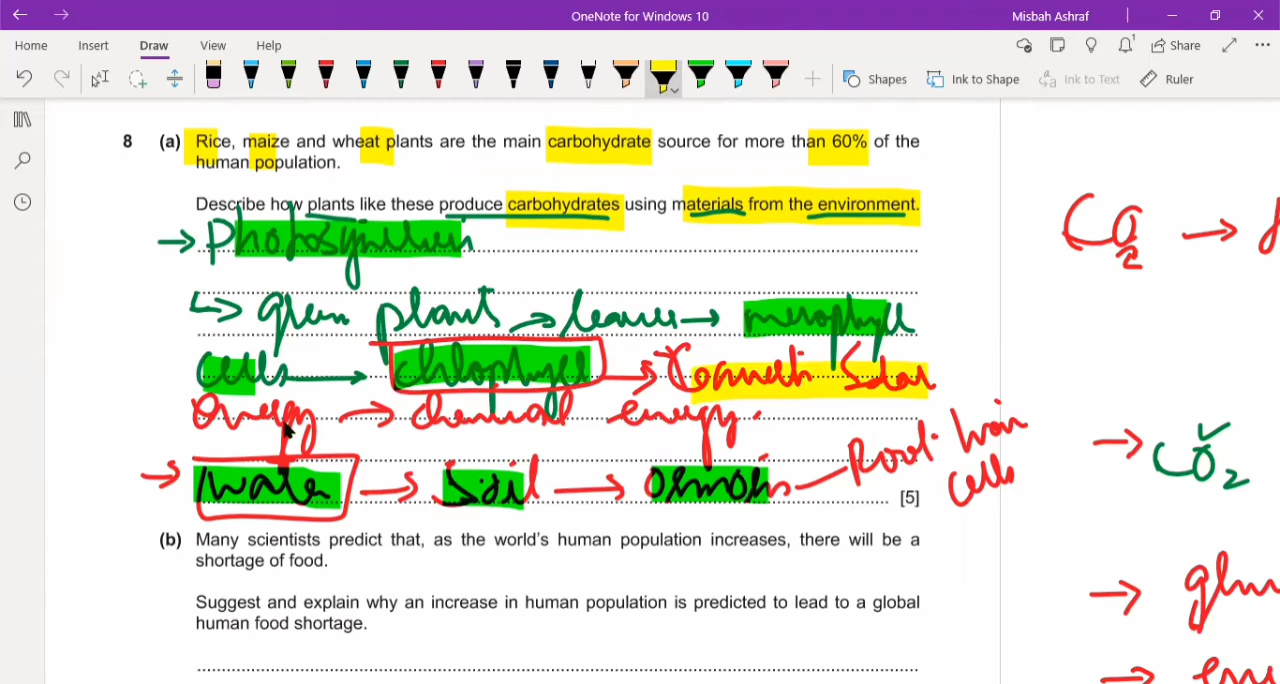 OneNote for Windows 10
Misbah Ashraf
Home Insert Draw View Help
Share
Shapes Ink to Shape Ink to Text Ruler
8 (a) Rice, maize and wheat plants are the main carbohydrate source for more than 60% of the
human population.
Describe how plants like these produce carbohydrates using materials from the environment.
→ Photosynthesis
↳ green plants → leaves → mesophyll
cells → chlorophyll → Converts Solar
energy → chemical energy.
→ Water → Soil → Osmosis — Root hair
cells
[5]
(b) Many scientists predict that, as the world's human population increases, there will be a
shortage of food.
Suggest and explain why an increase in human population is predicted to lead to a global
human food shortage.
CO2 →
→ CO2
→
→